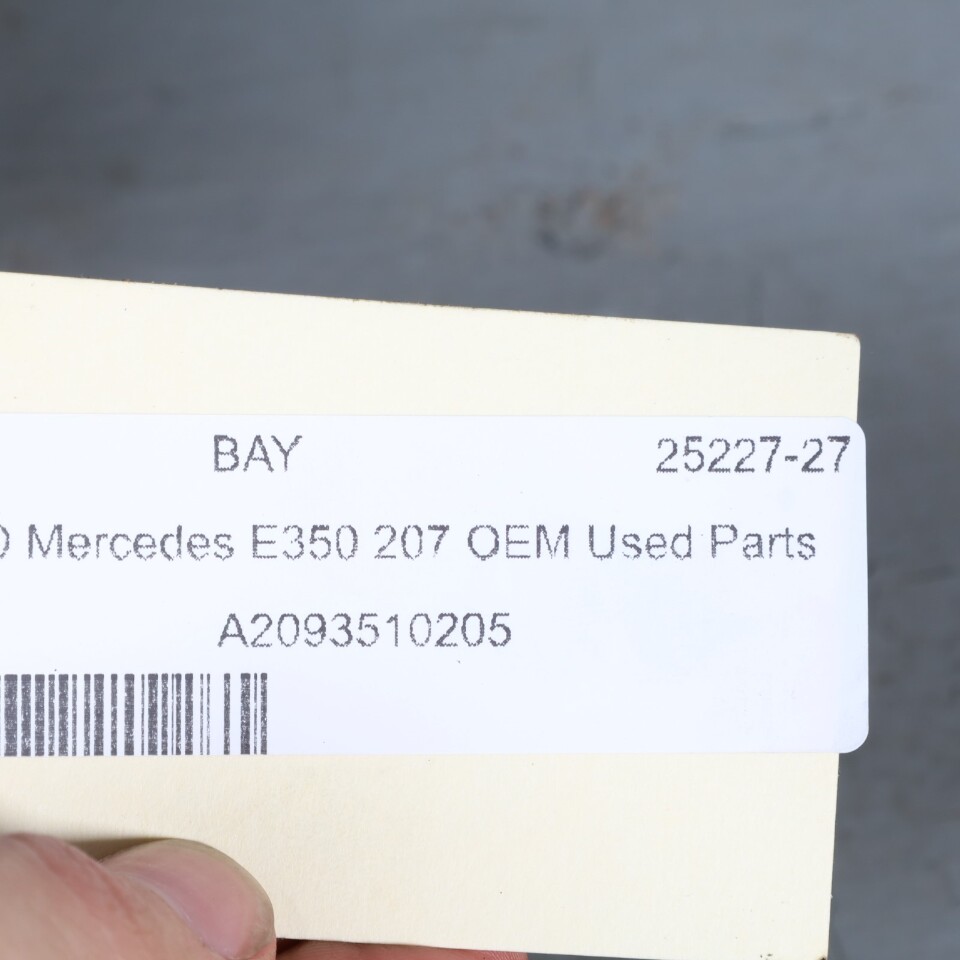 BAY 25227-27
Mercedes E350 207 OEM Used Parts
A2093510205